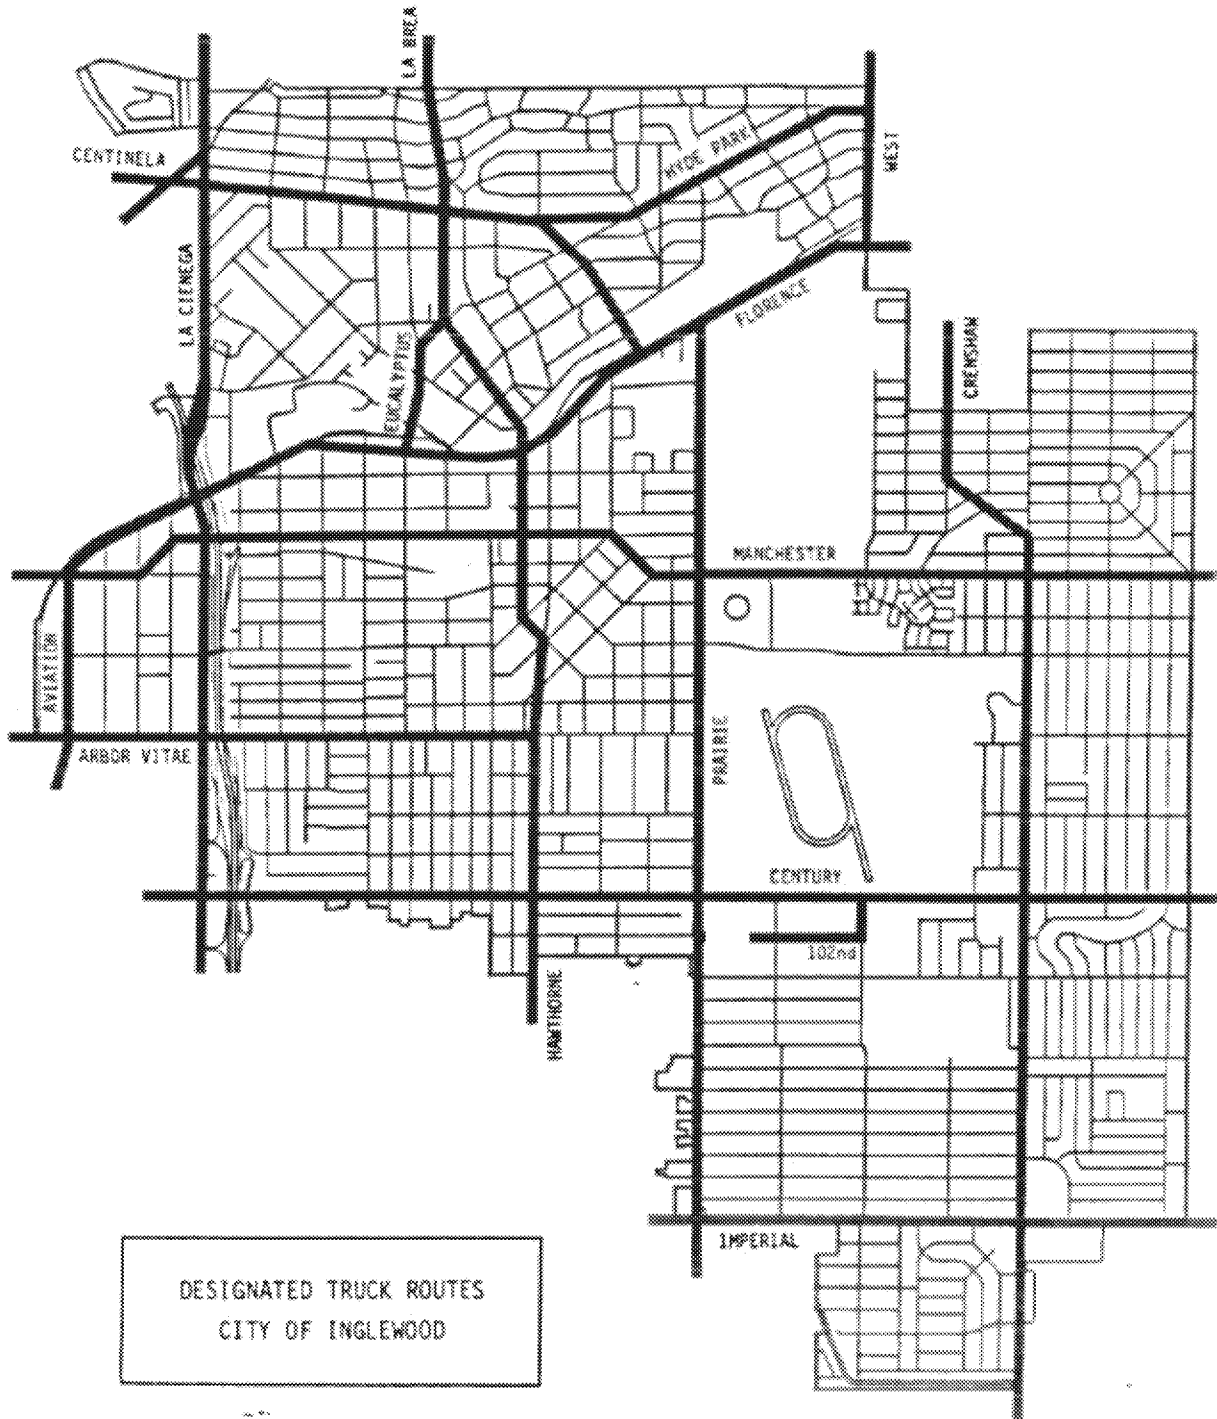 LA BREA
CENTINELA
HYDE PARK
WEST
LA CIENEGA
FLORENCE
EUCALYPTUS
CRENSHAW
MANCHESTER
AVIATION
ARBOR VITAE
PRAIRIE
CENTURY
102nd
HAWTHORNE
IMPERIAL
DESIGNATED TRUCK ROUTES
CITY OF INGLEWOOD